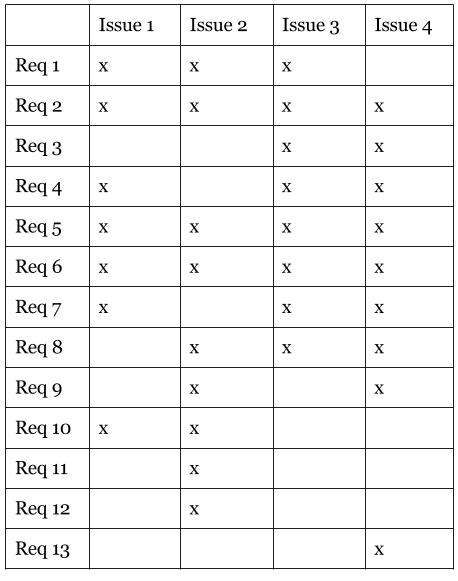 Issue 1 Issue 2 Issue 3 Issue 4
Req 1 x x x
Req 2 x x x x
Req 3 x x
Req 4 x x x
Req 5 x x x x
Req 6 x x x x
Req 7 x x x
Req 8 x x x
Req 9 x x
Req 10 x x
Req 11 x
Req 12 x
Req 13 x